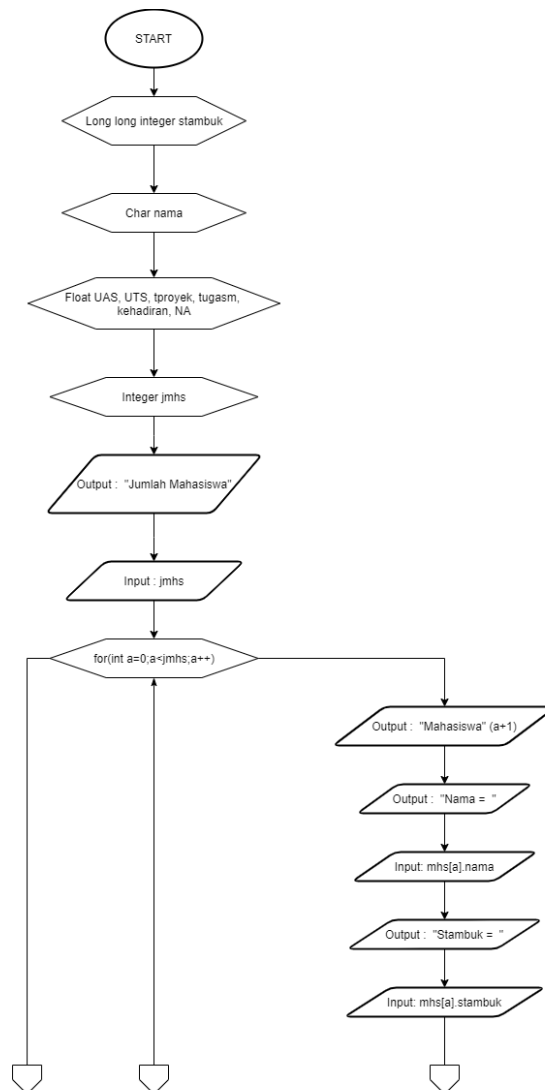 START
Long long integer stambuk
Char nama
Float UAS, UTS, tproyek, tugasm,
kehadiran, NA
Integer jmhs
Output :  "Jumlah Mahasiswa"
Input : jmhs
for(int a=0;a<jmhs;a++)
Output :  "Mahasiswa" (a+1)
Output :  "Nama =  "
Input: mhs[a].nama
Output :  "Stambuk =  "
Input: mhs[a].stambuk